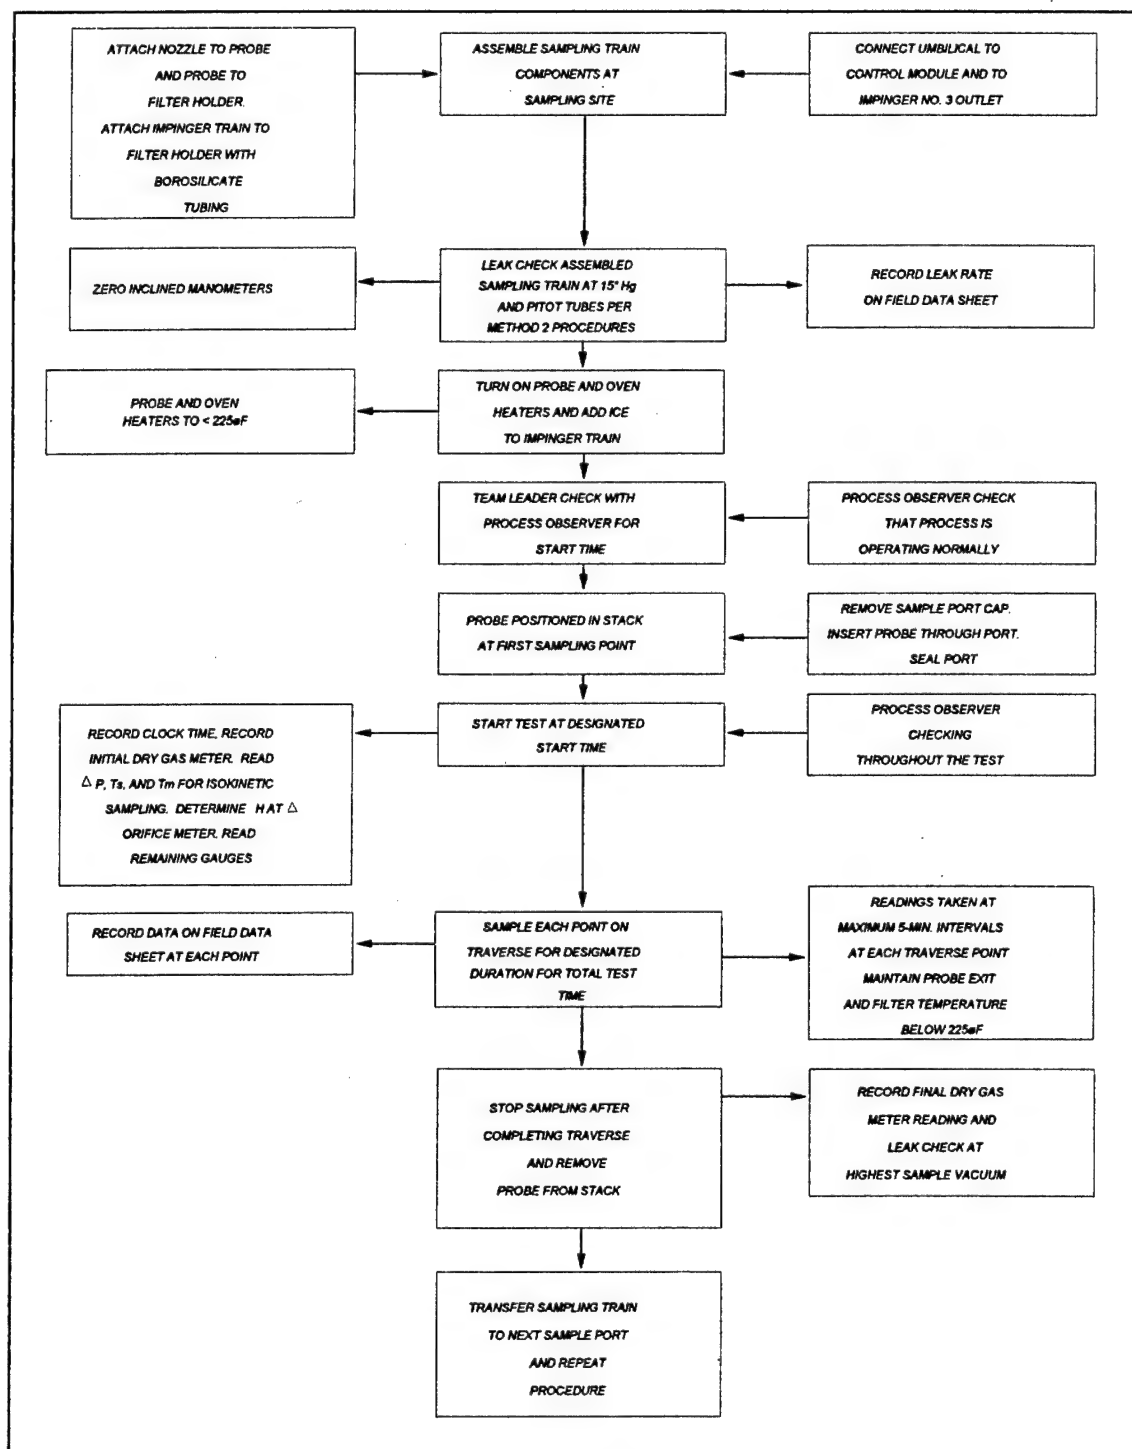 ATTACH NOZZLE TO PROBE
AND PROBE TO
FILTER HOLDER.
ATTACH IMPINGER TRAIN TO
FILTER HOLDER WITH
BOROSILICATE
TUBING
ASSEMBLE SAMPLING TRAIN
COMPONENTS AT
SAMPLING SITE
CONNECT UMBILICAL TO
CONTROL MODULE AND TO
IMPINGER NO. 3 OUTLET
ZERO INCLINED MANOMETERS
LEAK CHECK ASSEMBLED
SAMPLING TRAIN AT 15" Hg
AND PITOT TUBES PER
METHOD 2 PROCEDURES
RECORD LEAK RATE
ON FIELD DATA SHEET
PROBE AND OVEN
HEATERS TO < 225øF
TURN ON PROBE AND OVEN
HEATERS AND ADD ICE
TO IMPINGER TRAIN
TEAM LEADER CHECK WITH
PROCESS OBSERVER FOR
START TIME
PROCESS OBSERVER CHECK
THAT PROCESS IS
OPERATING NORMALLY
PROBE POSITIONED IN STACK
AT FIRST SAMPLING POINT
REMOVE SAMPLE PORT CAP.
INSERT PROBE THROUGH PORT.
SEAL PORT
RECORD CLOCK TIME. RECORD
INITIAL DRY GAS METER. READ
△ P, Ts, AND Tm FOR ISOKINETIC
SAMPLING. DETERMINE H AT △
ORIFICE METER. READ
REMAINING GAUGES
START TEST AT DESIGNATED
START TIME
PROCESS OBSERVER
CHECKING
THROUGHOUT THE TEST
RECORD DATA ON FIELD DATA
SHEET AT EACH POINT
SAMPLE EACH POINT ON
TRAVERSE FOR DESIGNATED
DURATION FOR TOTAL TEST
TIME
READINGS TAKEN AT
MAXIMUM 5-MIN. INTERVALS
AT EACH TRAVERSE POINT
MAINTAIN PROBE EXIT
AND FILTER TEMPERATURE
BELOW 225øF
STOP SAMPLING AFTER
COMPLETING TRAVERSE
AND REMOVE
PROBE FROM STACK
RECORD FINAL DRY GAS
METER READING AND
LEAK CHECK AT
HIGHEST SAMPLE VACUUM
TRANSFER SAMPLING TRAIN
TO NEXT SAMPLE PORT
AND REPEAT
PROCEDURE